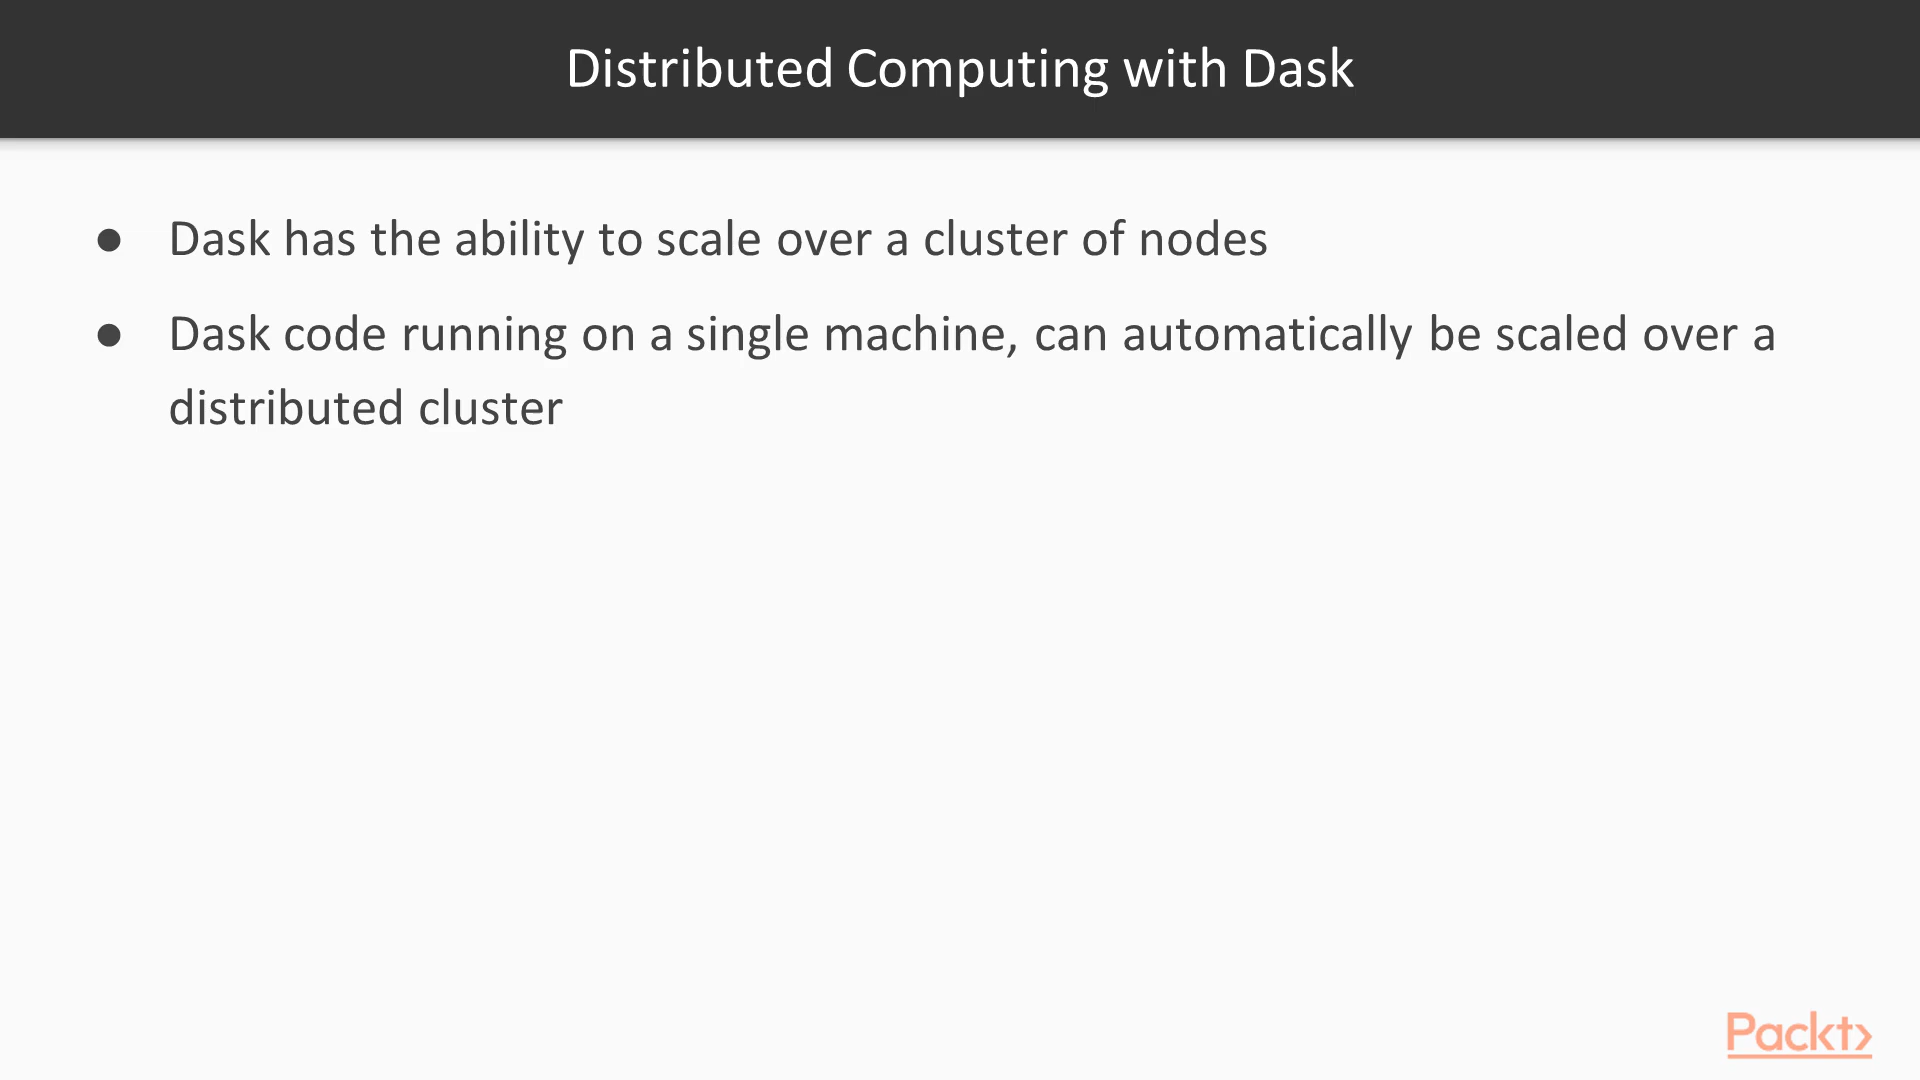 Distributed Computing with Dask
● Dask has the ability to scale over a cluster of nodes
● Dask code running on a single machine, can automatically be scaled over a
distributed cluster
Packt>